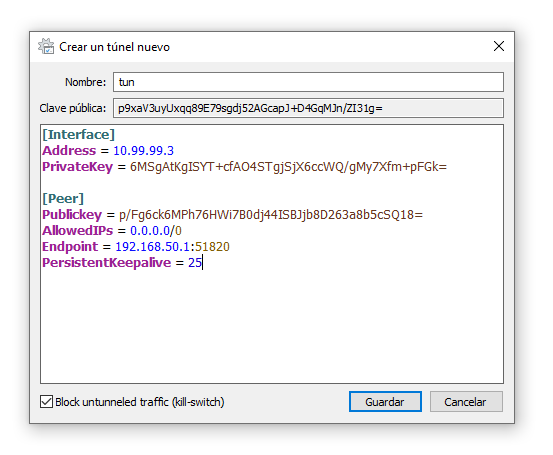 Crear un túnel nuevo
Nombre: tun
Clave pública: p9xaV3uyUxqq89E79sgdj52AGcapJ+D4GqMJn/ZI31g=
[Interface]
Address = 10.99.99.3
PrivateKey = 6MSgAtKgISYT+cfAO4STgjSjX6ccWQ/gMy7Xfm+pFGk=
[Peer]
Publickey = p/Fg6ck6MPh76HWi7B0dj44ISBJjb8D263a8b5cSQ18=
AllowedIPs = 0.0.0.0/0
Endpoint = 192.168.50.1:51820
PersistentKeepalive = 25
Block untunneled traffic (kill-switch)
Guardar
Cancelar